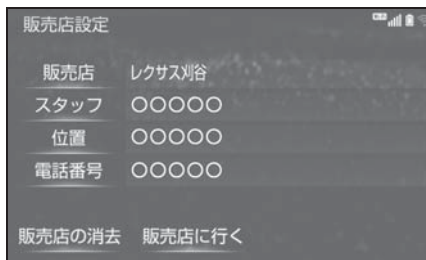 販売店設定
販売店 レクサス刈谷
スタッフ ○○○○○
位置 ○○○○○
電話番号 ○○○○○
販売店の消去 販売店に行く